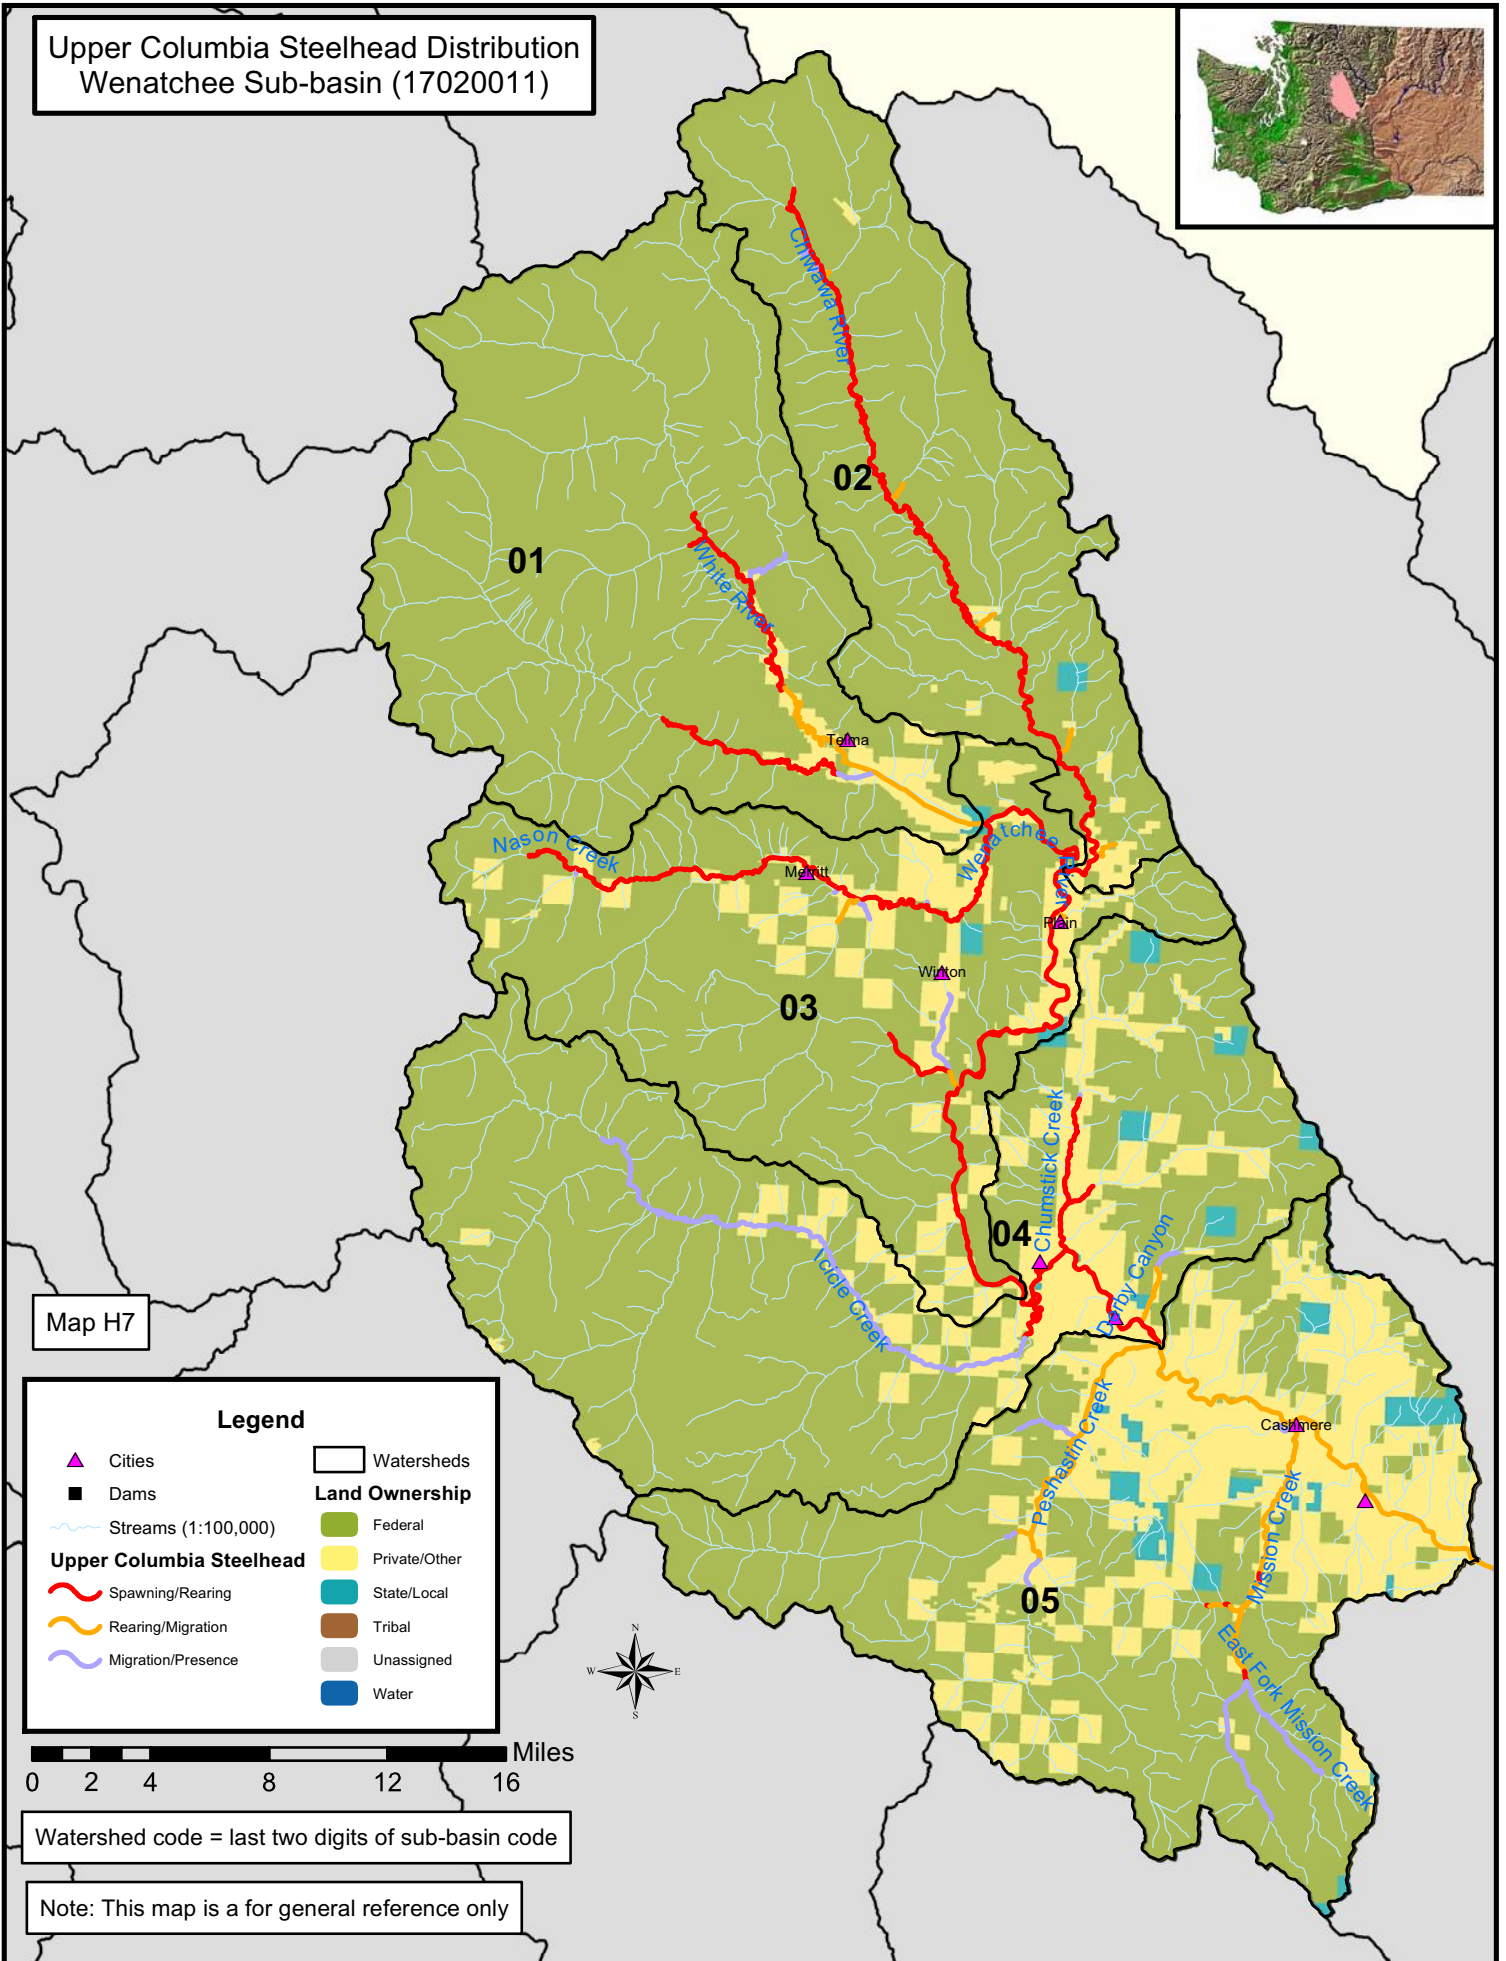 Upper Columbia Steelhead Distribution
Wenatchee Sub-basin (17020011)
Chiwawa River
02
01
White River
Telma
Nason Creek
Wenatchee River
Merritt
Plain
Winton
03
Chumstick Creek
04
Derby Canyon
Icicle Creek
Map H7
Peshastin Creek
Cashmere
Mission Creek
05
East Fork Mission Creek
Legend
Cities
Dams
Streams (1:100,000)
Upper Columbia Steelhead
Spawning/Rearing
Rearing/Migration
Migration/Presence
Watersheds
Land Ownership
Federal
Private/Other
State/Local
Tribal
Unassigned
Water
N
W
E
S
Miles
0 2 4 8 12 16
Watershed code = last two digits of sub-basin code
Note: This map is a for general reference only